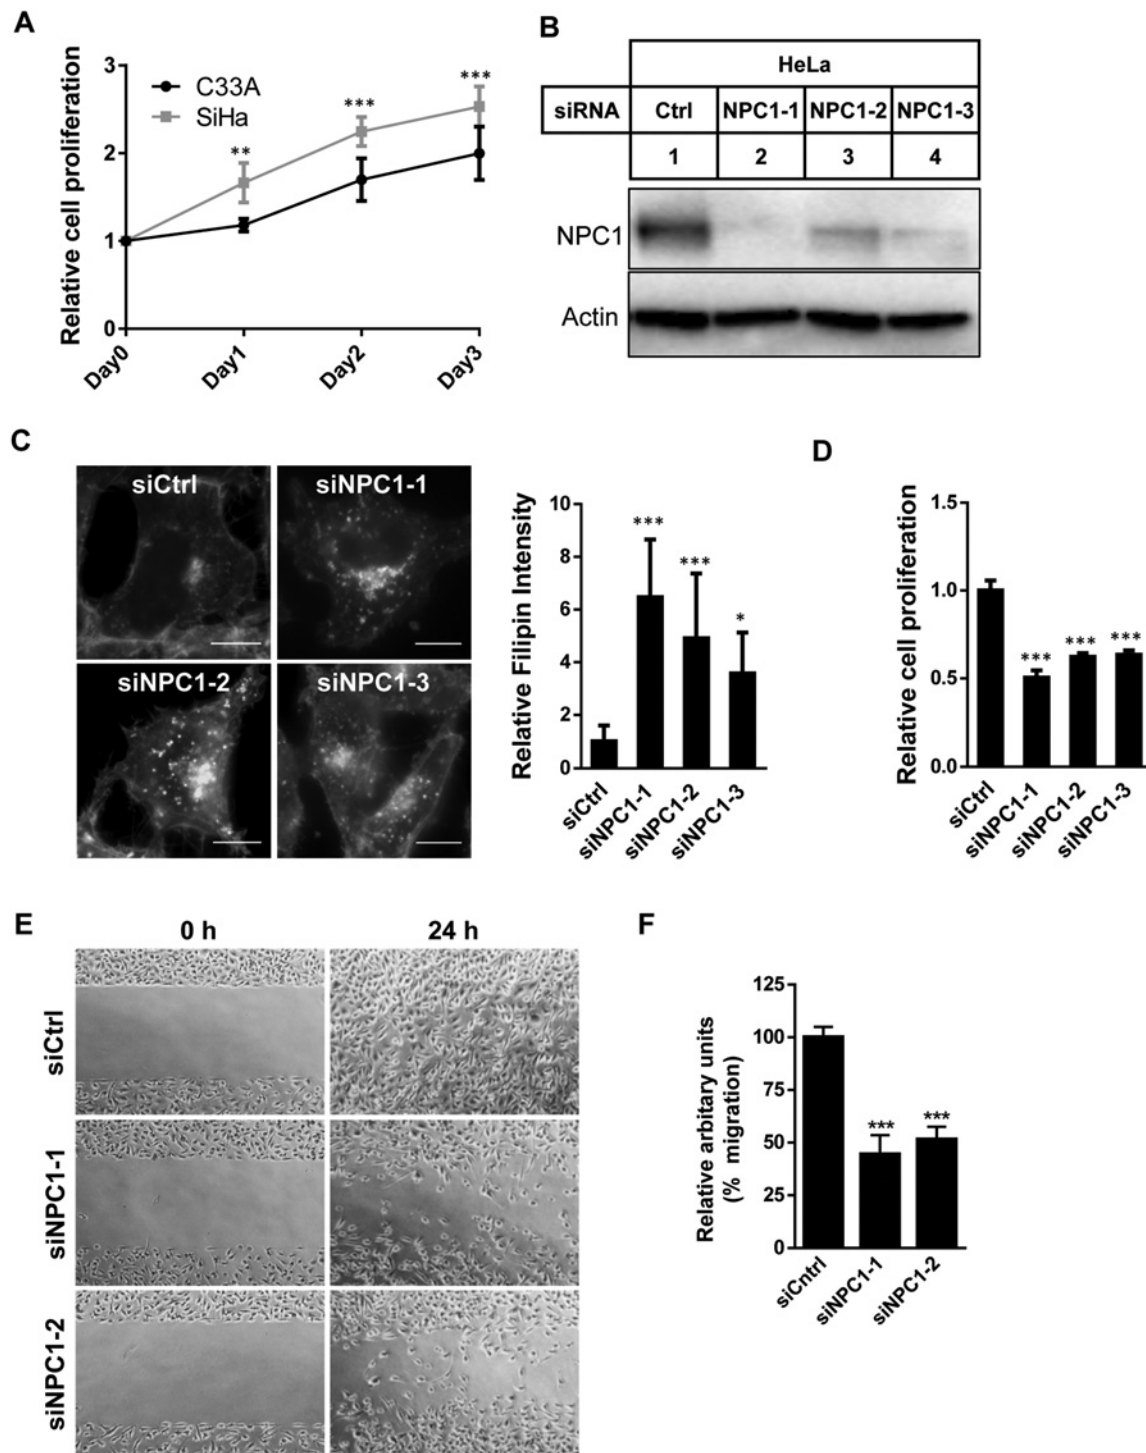 A
Relative cell proliferation
3
2
1
0
C33A
SiHa
**
***
***
Day0
Day1
Day2
Day3
B
HeLa
siRNA Ctrl NPC1-1 NPC1-2 NPC1-3
1 2 3 4
NPC1
Actin
C
siCtrl siNPC1-1
siNPC1-2 siNPC1-3
Relative Filipin Intensity
10
8
6
4
2
0
***
***
*
siCtrl
siNPC1-1
siNPC1-2
siNPC1-3
D
Relative cell proliferation
1.5
1.0
0.5
0.0
***
***
***
siCtrl
siNPC1-1
siNPC1-2
siNPC1-3
E
0 h 24 h
siCtrl
siNPC1-1
siNPC1-2
F
Relative arbitary units
(% migration)
125
100
75
50
25
0
***
***
siCntrl
siNPC1-1
siNPC1-2